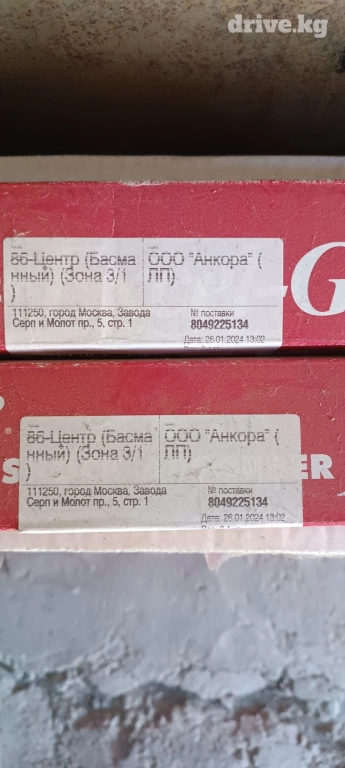 drive.kg
86-Центр (Басма
нный) (Зона 3/1
)
ООО "Анкора" (
ЛП)
111250, город Москва, Завода
Серп и Молот пр., 5, стр. 1
№ поставки
8049225134
Дата: 26.01.2024 13:02
-G
86-Центр (Басма
нный) (Зона 3/1
)
ООО "Анкора" (
ЛП)
S
ER
111250, город Москва, Завода
Серп и Молот пр., 5, стр. 1
№ поставки
8049225134
Дата: 26.01.2024 13:02